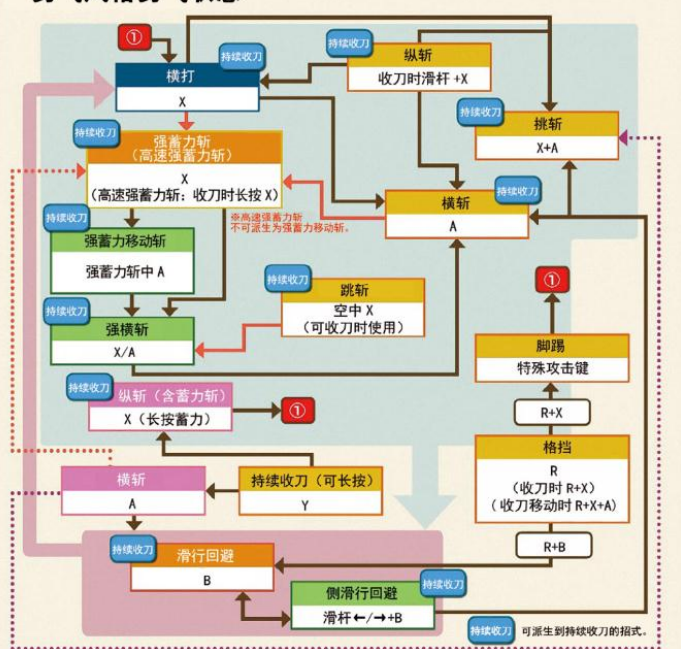 ①
持续收刀
横打
X
持续收刀
纵斩
收刀时滑杆 +X
持续收刀
挑斩
X+A
持续收刀
强蓄力斩
(高速强蓄力斩)
X
(高速强蓄力斩：收刀时长按 X)
持续收刀
横斩
A
※高速强蓄力斩
不可派生为强蓄力移动斩。
持续收刀
强蓄力移动斩
强蓄力斩中 A
持续收刀
跳斩
空中 X
(可收刀时使用)
持续收刀
强横斩
X/A
①
脚踢
特殊攻击键
R+X
持续收刀
纵斩（含蓄力斩）
X（长按蓄力）
①
格挡
R
(收刀时 R+X)
(收刀移动时 R+X+A)
R+B
横斩
A
持续收刀（可长按）
Y
持续收刀
滑行回避
B
持续收刀
侧滑行回避
滑杆←/→+B
持续收刀 可派生到持续收刀的招式。